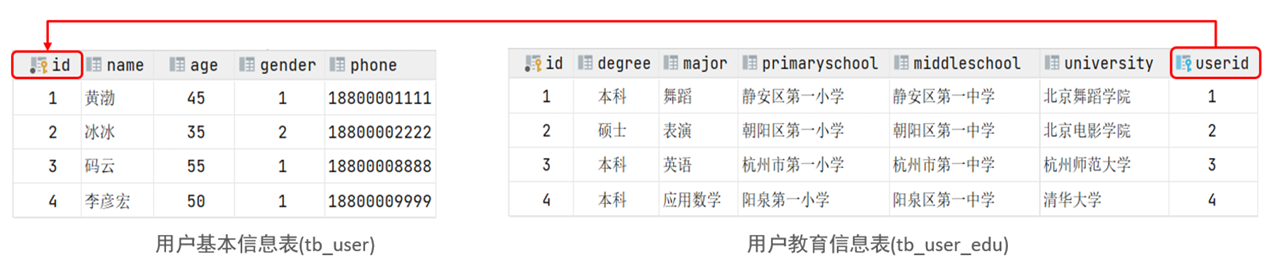 id name age gender phone
1 黄渤 45 1 18800001111
2 冰冰 35 2 18800002222
3 码云 55 1 18800008888
4 李彦宏 50 1 18800009999
用户基本信息表(tb_user)
id degree major primaryschool middleschool university userid
1 本科 舞蹈 静安区第一小学 静安区第一中学 北京舞蹈学院 1
2 硕士 表演 朝阳区第一小学 朝阳区第一中学 北京电影学院 2
3 本科 英语 杭州市第一小学 杭州市第一中学 杭州师范大学 3
4 本科 应用数学 阳泉第一小学 阳泉区第一中学 清华大学 4
用户教育信息表(tb_user_edu)